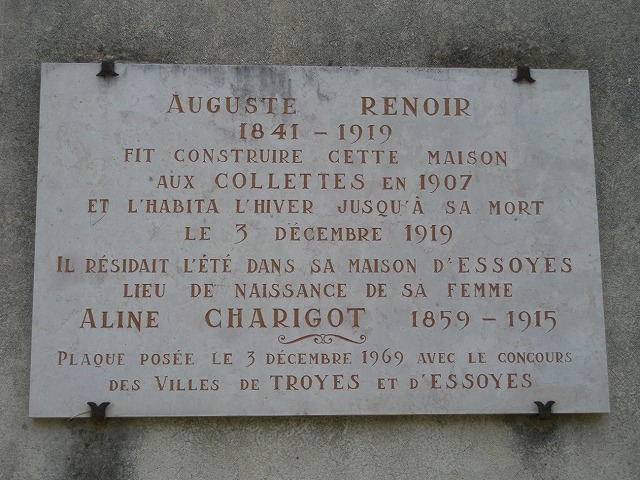 AUGUSTE RENOIR
1841 - 1919
FIT CONSTRUIRE CETTE MAISON
AUX COLLETTES EN 1907
ET L'HABITA L'HIVER JUSQU'À SA MORT
LE 3 DÉCEMBRE 1919
IL RÉSIDAIT L'ÉTÉ DANS SA MAISON D'ESSOYES
LIEU DE NAISSANCE DE SA FEMME
ALINE CHARIGOT 1859 - 1915
PLAQUE POSÉE LE 3 DÉCEMBRE 1969 AVEC LE CONCOURS
DES VILLES DE TROYES ET D'ESSOYES